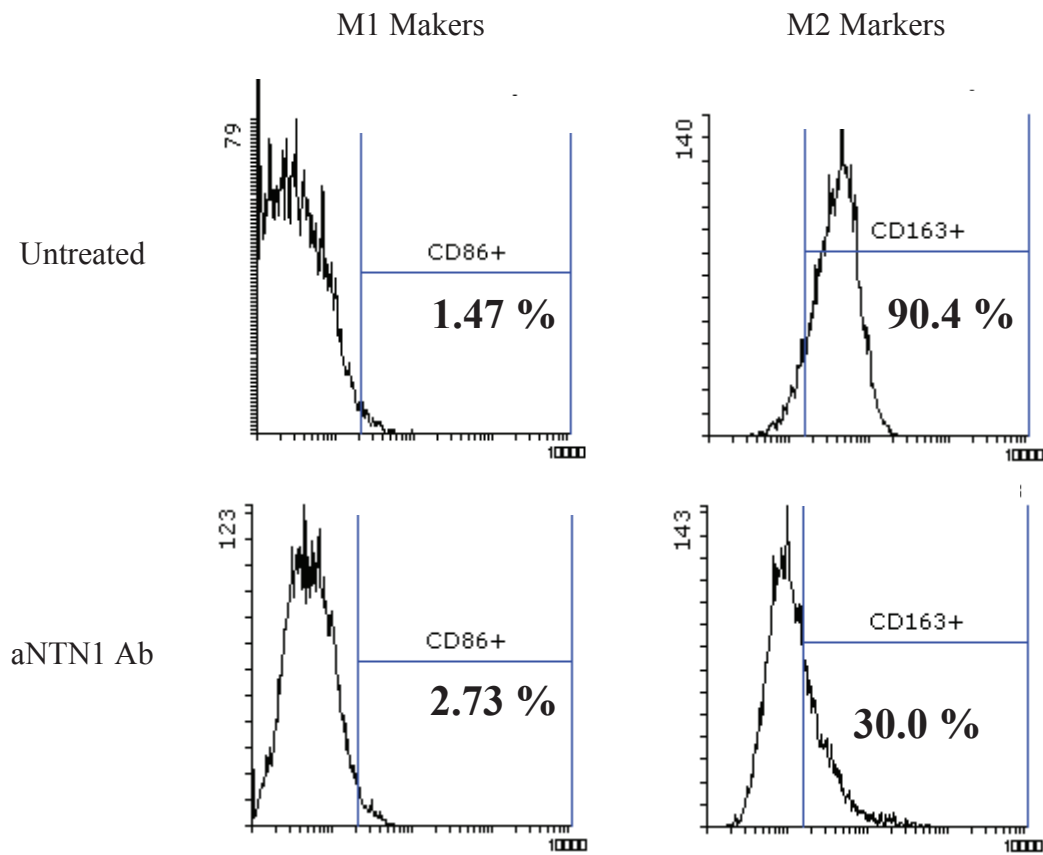 M1 Makers
M2 Markers
Untreated
79
CD86+
1.47 %
10000
140
CD163+
90.4 %
10000
aNTN1 Ab
123
CD86+
2.73 %
10000
143
CD163+
30.0 %
10000